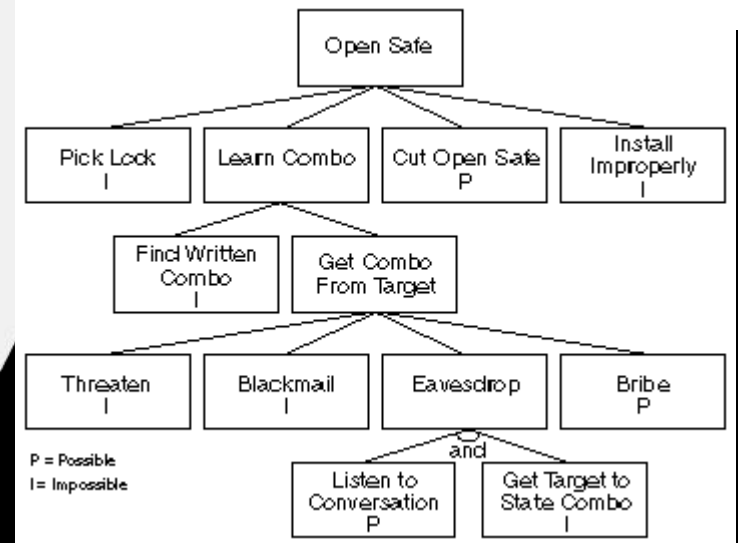 Open Safe
Pick Lock
I
Learn Combo
Cut Open Safe
P
Install
Improperly
I
Find Written
Combo
I
Get Combo
From Target
Threaten
I
Blackmail
I
Eavesdrop
Bribe
P
and
P = Possible
I = Impossible
Listen to
Conversation
P
Get Target to
State Combo
I